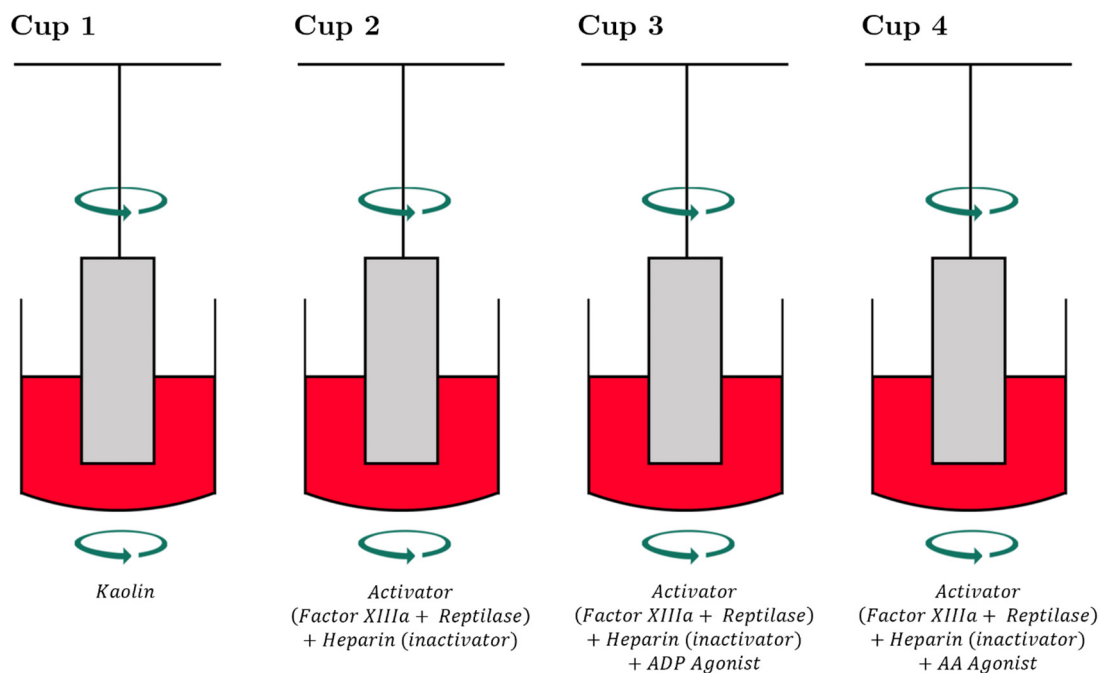 Cup 1
Cup 2
Cup 3
Cup 4
Kaolin
Activator
(Factor XIIIa + Reptilase)
+ Heparin (inactivator)
Activator
(Factor XIIIa + Reptilase)
+ Heparin (inactivator)
+ ADP Agonist
Activator
(Factor XIIIa + Reptilase)
+ Heparin (inactivator)
+ AA Agonist